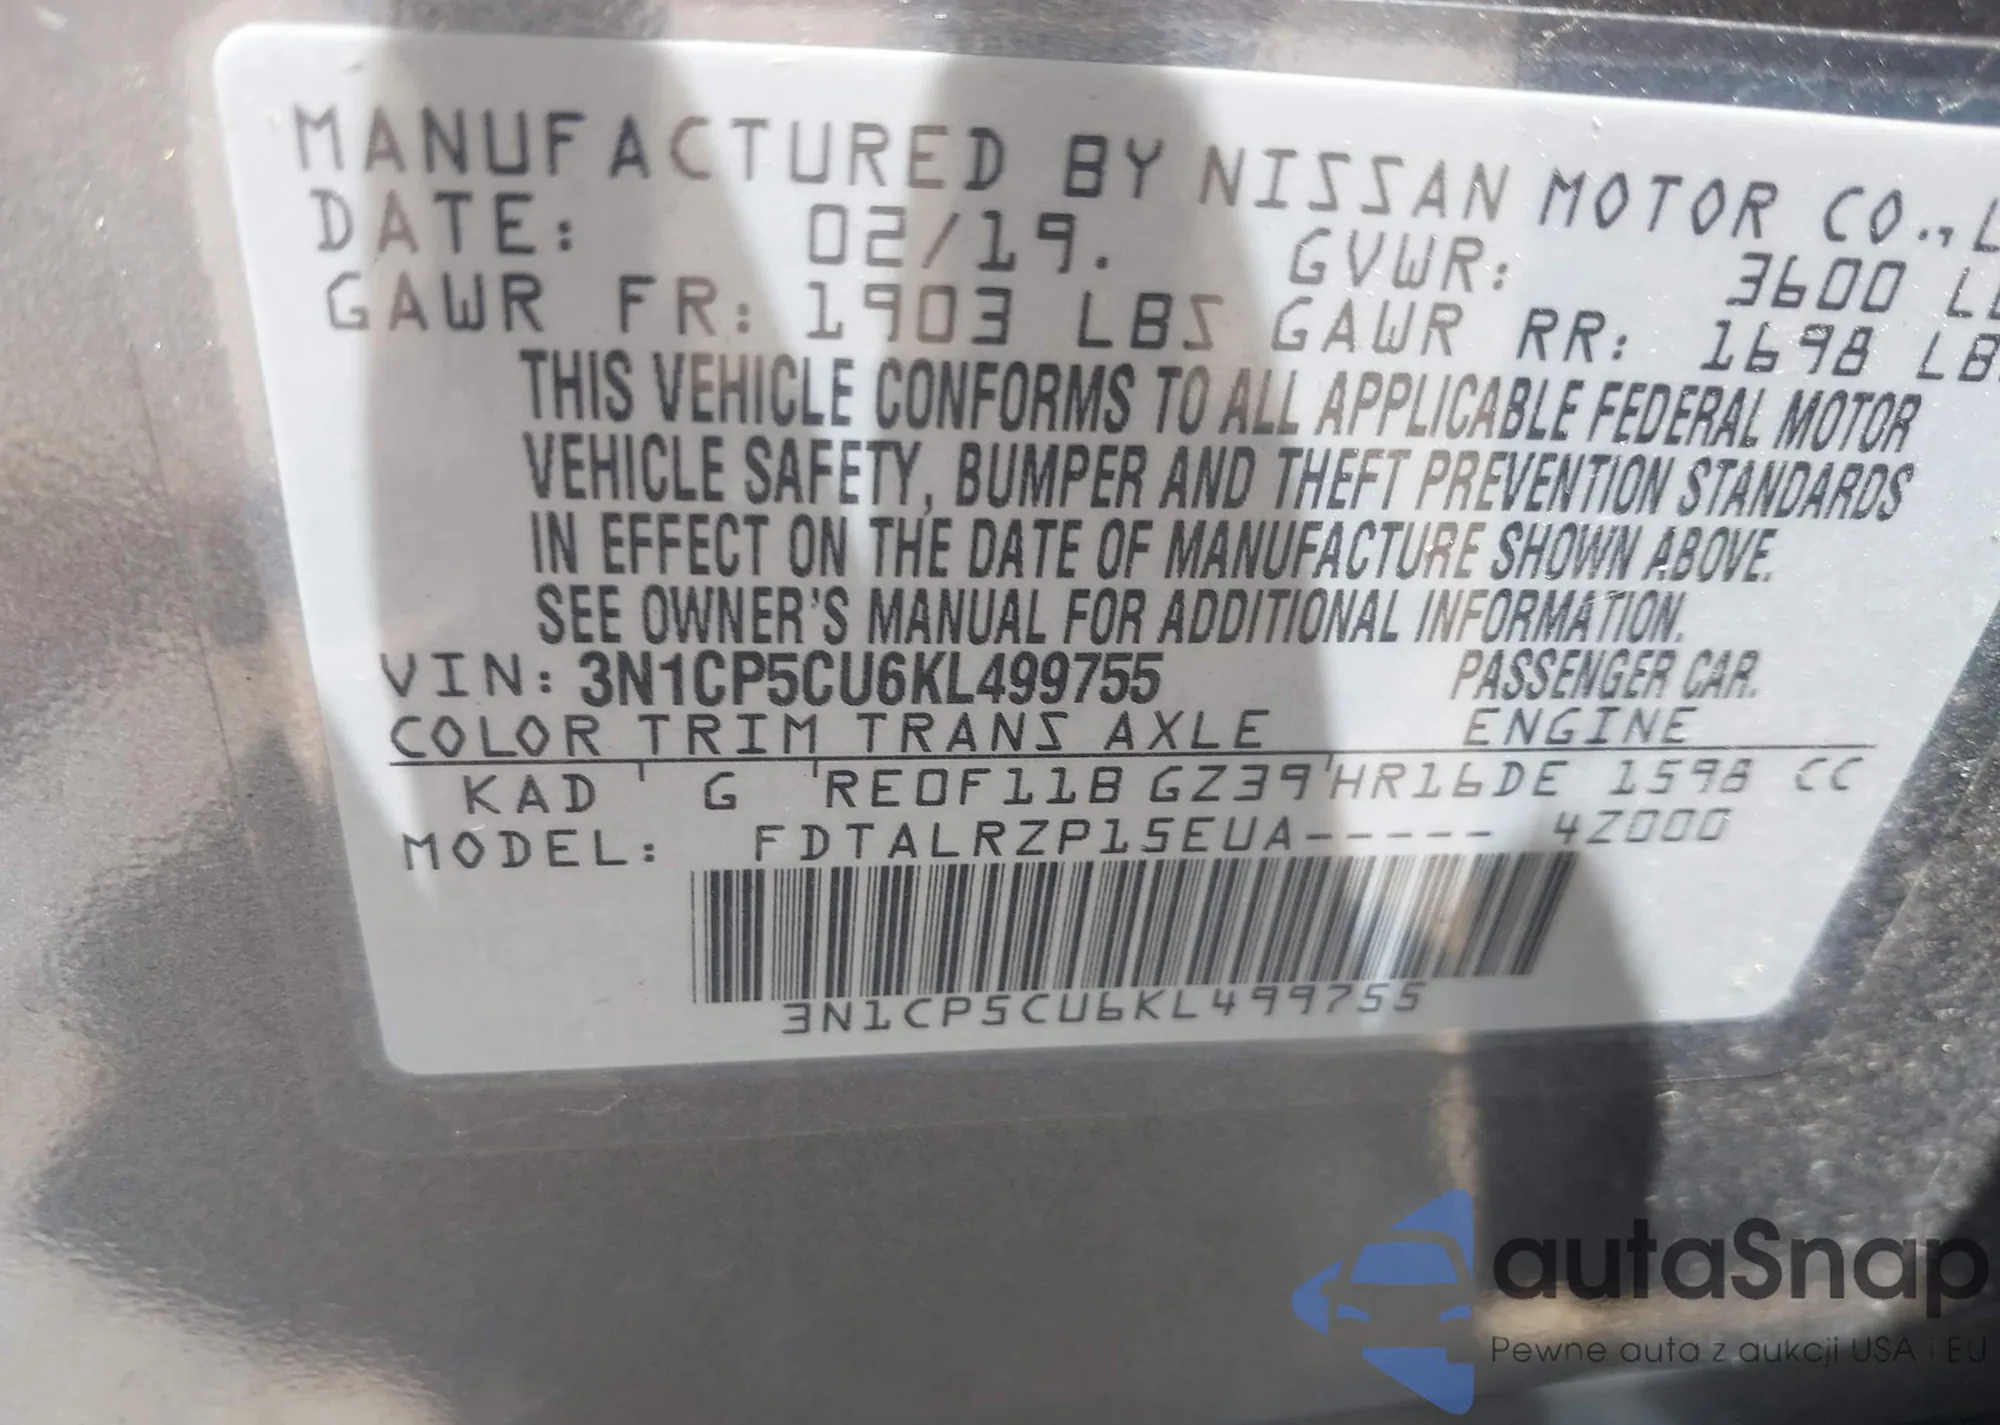 MANUFACTURED BY NISSAN MOTOR CO.,
DATE: 02/19. GVWR: 3600
GAWR FR: 1903 LBS GAWR RR: 1698 LB
THIS VEHICLE CONFORMS TO ALL APPLICABLE FEDERAL MOTOR
VEHICLE SAFETY, BUMPER AND THEFT PREVENTION STANDARDS
IN EFFECT ON THE DATE OF MANUFACTURE SHOWN ABOVE.
SEE OWNER'S MANUAL FOR ADDITIONAL INFORMATION.
VIN: 3N1CP5CU6KL499755 PASSENGER CAR.
COLOR TRIM TRANS AXLE ENGINE
KAD G RE0F11B GZ39 HR16DE 1598 CC
MODEL: FDTALRZP15EUA----- 4Z000
3N1CP5CU6KL499755
autaSnap
Pewne auta z aukcji USA i EU